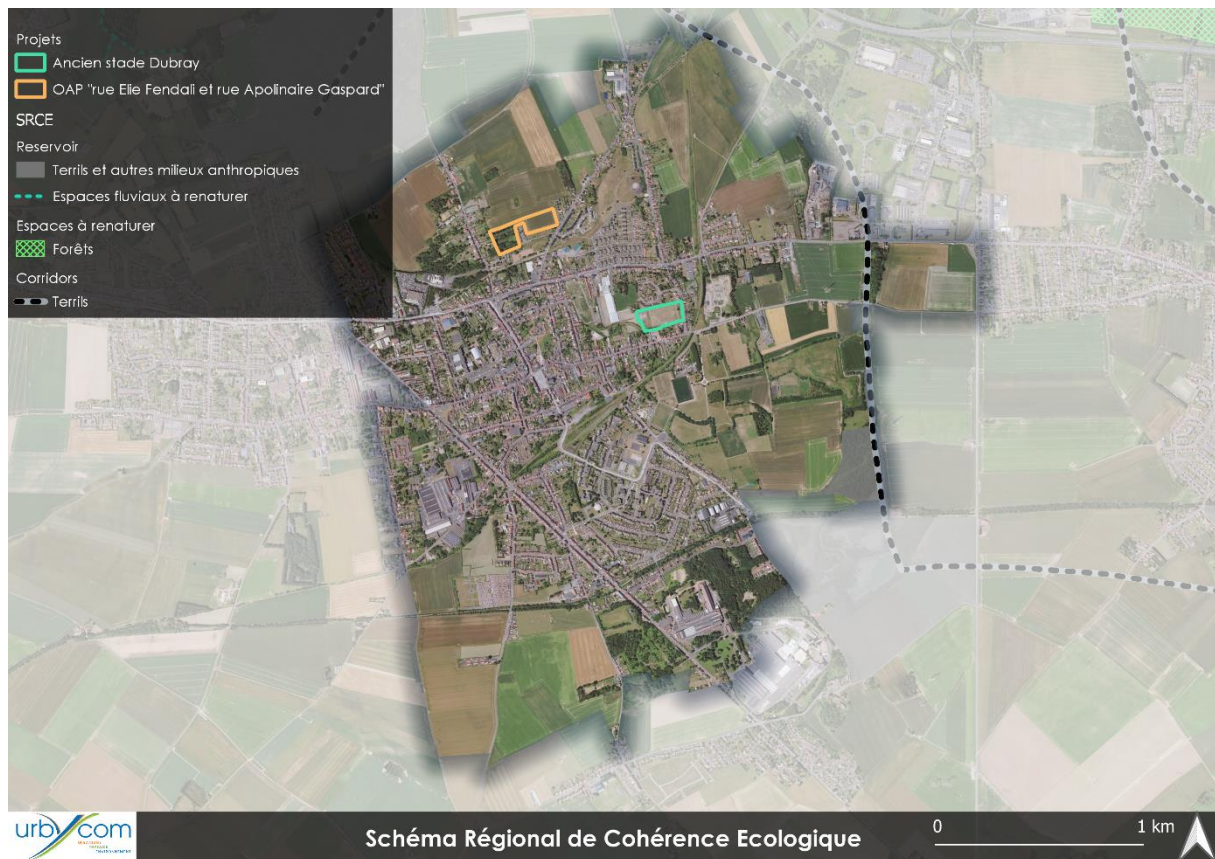 Projets
Ancien stade Dubray
OAP "rue Elie Fendali et rue Apolinaire Gaspard"
SRCE
Reservoir
Terrils et autres milieux anthropiques
Espaces fluviaux à renaturer
Espaces à renaturer
Forêts
Corridors
Terrils
urbycom
Schéma Régional de Cohérence Ecologique
0 1 km